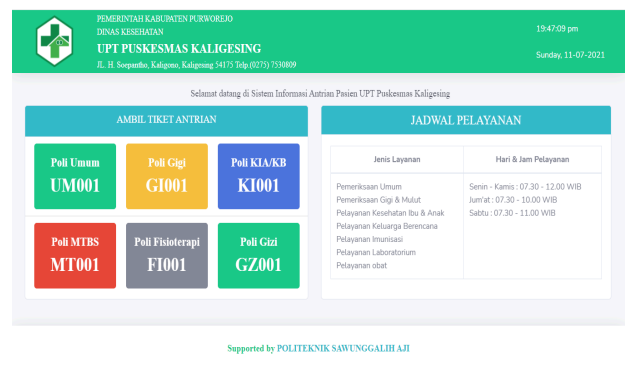 PEMERINTAH KABUPATEN PURWOREJO
DINAS KESEHATAN
UPT PUSKESMAS KALIGESING
JL. H. Soepantho, Kaligono, Kaligesing 54175 Telp.(0275) 7530809
19:47:09 pm
Sunday, 11-07-2021
Selamat datang di Sistem Informasi Antrian Pasien UPT Puskesmas Kaligesing
AMBIL TIKET ANTRIAN
Poli Umum
UM001
Poli Gigi
GI001
Poli KIA/KB
KI001
Poli MTBS
MT001
Poli Fisioterapi
FI001
Poli Gizi
GZ001
JADWAL PELAYANAN
Jenis Layanan
Hari & Jam Pelayanan
Pemeriksaan Umum
Pemeriksaan Gigi & Mulut
Pelayanan Kesehatan Ibu & Anak
Pelayanan Keluarga Berencana
Pelayanan Imunisasi
Pelayanan Laboratorium
Pelayanan obat
Senin - Kamis : 07.30 - 12.00 WIB
Jum'at : 07.30 - 10.00 WIB
Sabtu : 07.30 - 11.00 WIB
Supported by POLITEKNIK SAWUNGGALIH AJI